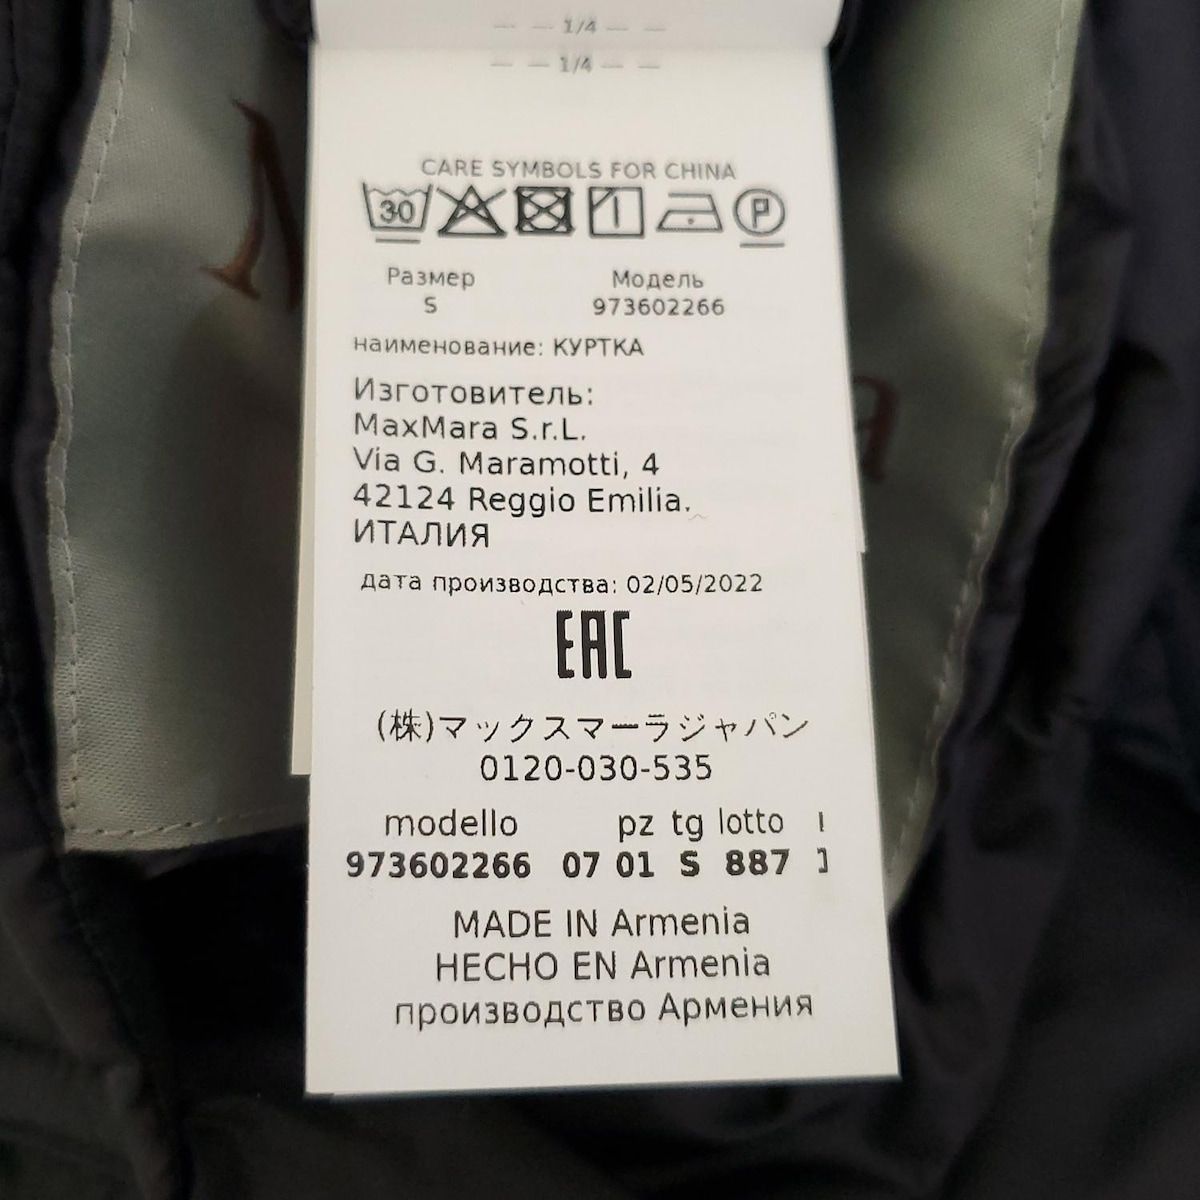 1/4
1/4
CARE SYMBOLS FOR CHINA
30 P
Размер Модель
S 973602266
наименование: КУРТКА
Изготовитель:
MaxMara S.r.L.
Via G. Maramotti, 4
42124 Reggio Emilia.
ИТАЛИЯ
дата производства: 02/05/2022
EAC
(株)マックスマーラジャパン
0120-030-535
modello pz tg lotto
973602266 07 01 S 887
MADE IN Armenia
HECHO EN Armenia
производство Армения